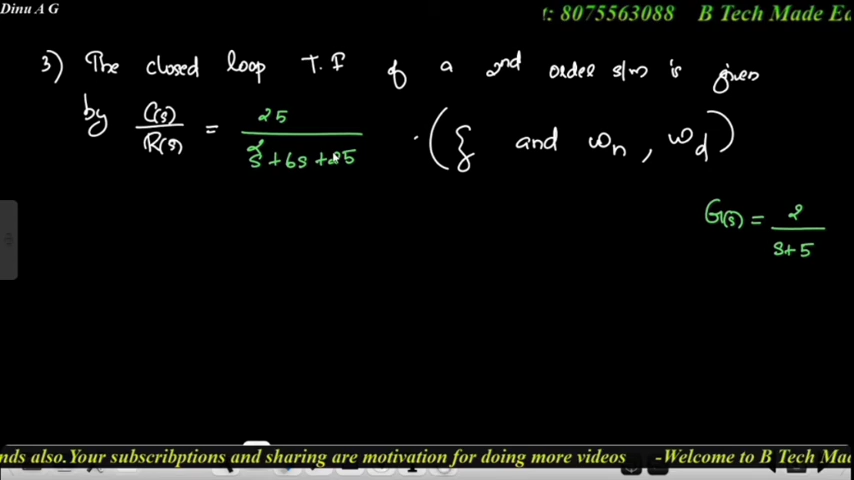 Dinu A G
t: 8075563088 B Tech Made Ea
3) The closed loop T.F of a 2nd order s/m is given
by C(s)/R(s) = 25/(s²+6s+25) . (ξ and ωn, ωd)
G(s) = 2/(s+5)
nds also.Your subscribptions and sharing are motivation for doing more videos -Welcome to B Tech Mad